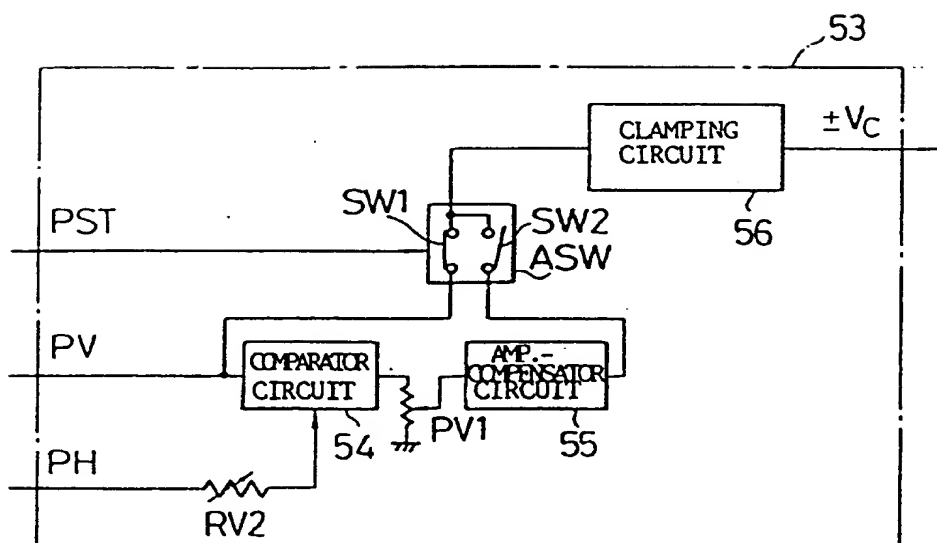 53
CLAMPING
CIRCUIT
±VC
56
SW1
SW2
PST
ASW
PV
COMPARATOR
CIRCUIT
AMP.-
COMPENSATOR
CIRCUIT
54
PV1
55
PH
RV2